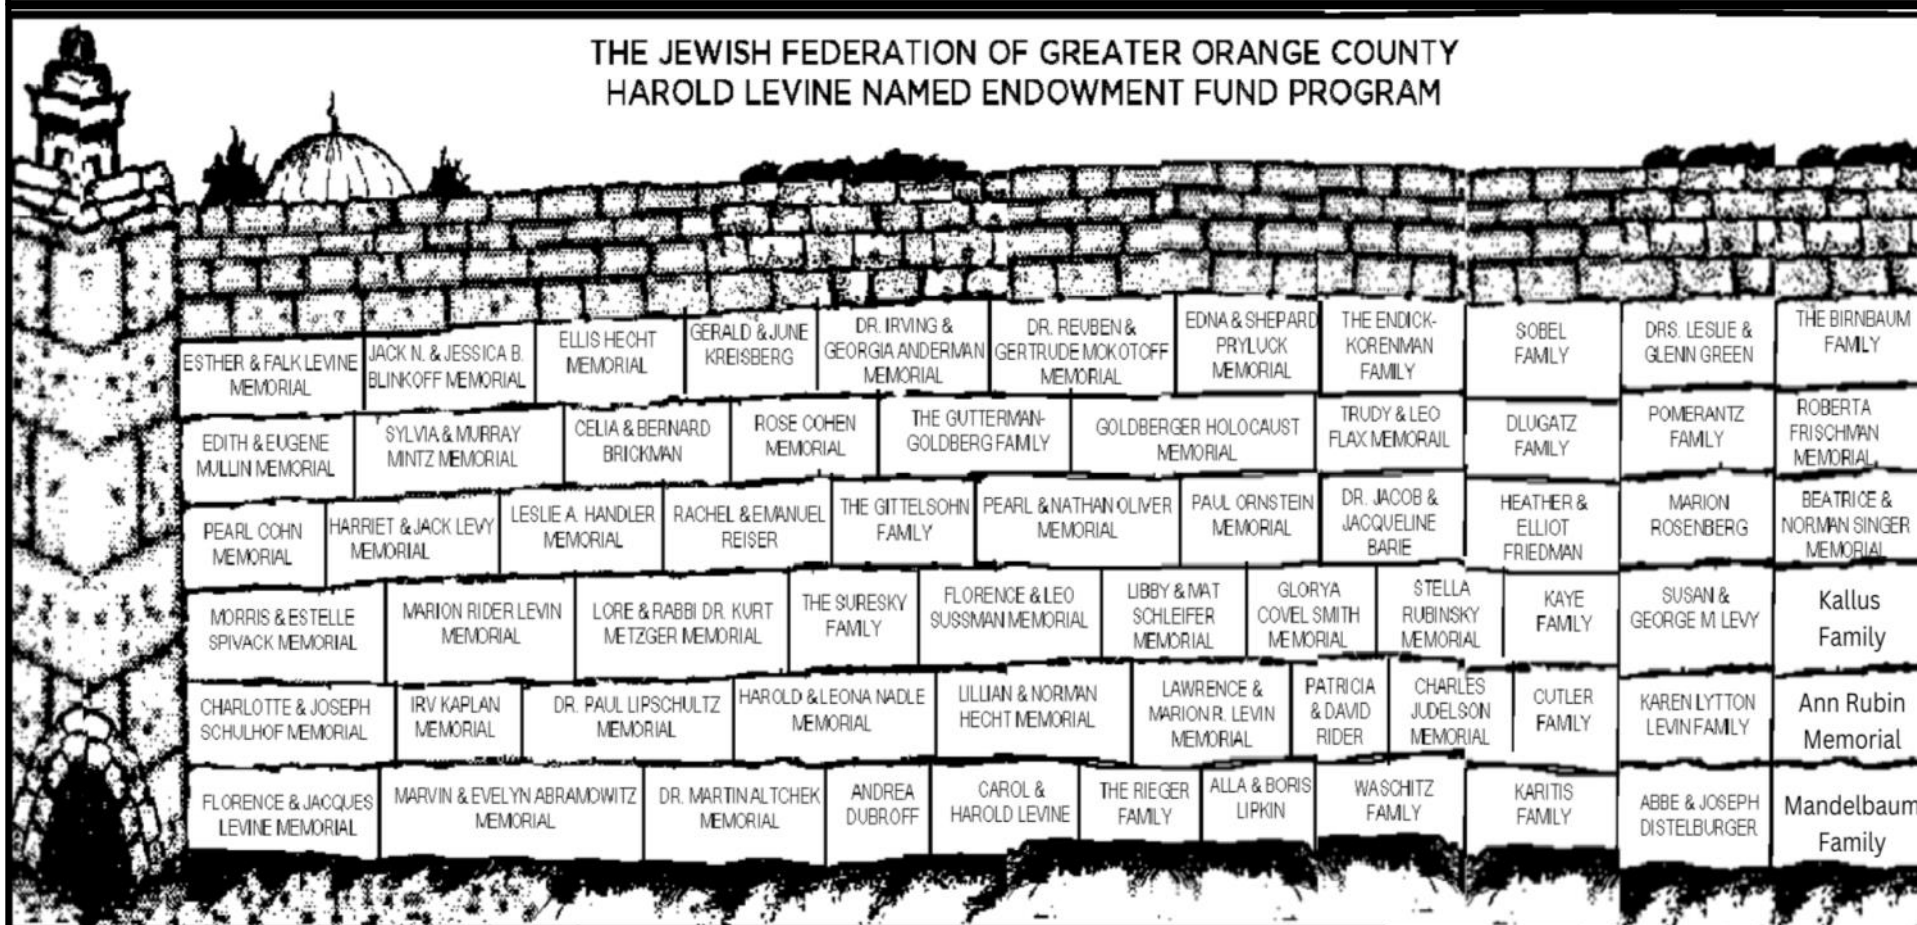 THE JEWISH FEDERATION OF GREATER ORANGE COUNTY
HAROLD LEVINE NAMED ENDOWMENT FUND PROGRAM
ESTHER & FALK LEVINE
MEMORIAL
JACK N. & JESSICA B.
BLINKOFF MEMORIAL
ELLIS HECHT
MEMORIAL
GERALD & JUNE
KREISBERG
DR. IRVING &
GEORGIA ANDERMAN
MEMORIAL
DR. REUBEN &
GERTRUDE MOKOTOFF
MEMORIAL
EDNA & SHEPARD
PRYLUCK
MEMORIAL
THE ENDICK-
KORENMAN
FAMILY
SOBEL
FAMILY
DRS. LESLIE &
GLENN GREEN
THE BIRNBAUM
FAMILY
EDITH & EUGENE
MULLIN MEMORIAL
SYLVIA & MURRAY
MINTZ MEMORIAL
CELIA & BERNARD
BRICKMAN
ROSE COHEN
MEMORIAL
THE GUTTERMAN-
GOLDBERG FAMILY
GOLDBERGER HOLOCAUST
MEMORIAL
TRUDY & LEO
FLAX MEMORAIL
DLUGATZ
FAMILY
POMERANTZ
FAMILY
ROBERTA
FRISCHMAN
MEMORIAL
PEARL COHN
MEMORIAL
HARRIET & JACK LEVY
MEMORIAL
LESLIE A. HANDLER
MEMORIAL
RACHEL & EMANUEL
REISER
THE GITTELSOHN
FAMILY
PEARL & NATHAN OLIVER
MEMORIAL
PAUL ORNSTEIN
MEMORIAL
DR. JACOB &
JACQUELINE
BARIE
HEATHER &
ELLIOT
FRIEDMAN
MARION
ROSENBERG
BEATRICE &
NORMAN SINGER
MEMORIAL
MORRIS & ESTELLE
SPIVACK MEMORIAL
MARION RIDER LEVIN
MEMORIAL
LORE & RABBI DR. KURT
METZGER MEMORIAL
THE SURESKY
FAMILY
FLORENCE & LEO
SUSSMAN MEMORIAL
LIBBY & MAT
SCHLEIFER
MEMORIAL
GLORYA
COVEL SMITH
MEMORIAL
STELLA
RUBINSKY
MEMORIAL
KAYE
FAMILY
SUSAN &
GEORGE M LEVY
Kallus
Family
CHARLOTTE & JOSEPH
SCHULHOF MEMORIAL
IRV KAPLAN
MEMORIAL
DR. PAUL LIPSCHULTZ
MEMORIAL
HAROLD & LEONA NADLE
MEMORIAL
LILLIAN & NORMAN
HECHT MEMORIAL
LAWRENCE &
MARION R. LEVIN
MEMORIAL
PATRICIA
& DAVID
RIDER
CHARLES
JUDELSON
MEMORIAL
CUTLER
FAMILY
KAREN LYTTON
LEVIN FAMILY
Ann Rubin
Memorial
FLORENCE & JACQUES
LEVINE MEMORIAL
MARVIN & EVELYN ABRAMOWITZ
MEMORIAL
DR. MARTIN ALTCHEK
MEMORIAL
ANDREA
DUBROFF
CAROL &
HAROLD LEVINE
THE RIEGER
FAMILY
ALLA & BORIS
LIPKIN
WASCHITZ
FAMILY
KARITIS
FAMILY
ABBE & JOSEPH
DISTELBURGER
Mandelbaum
Family